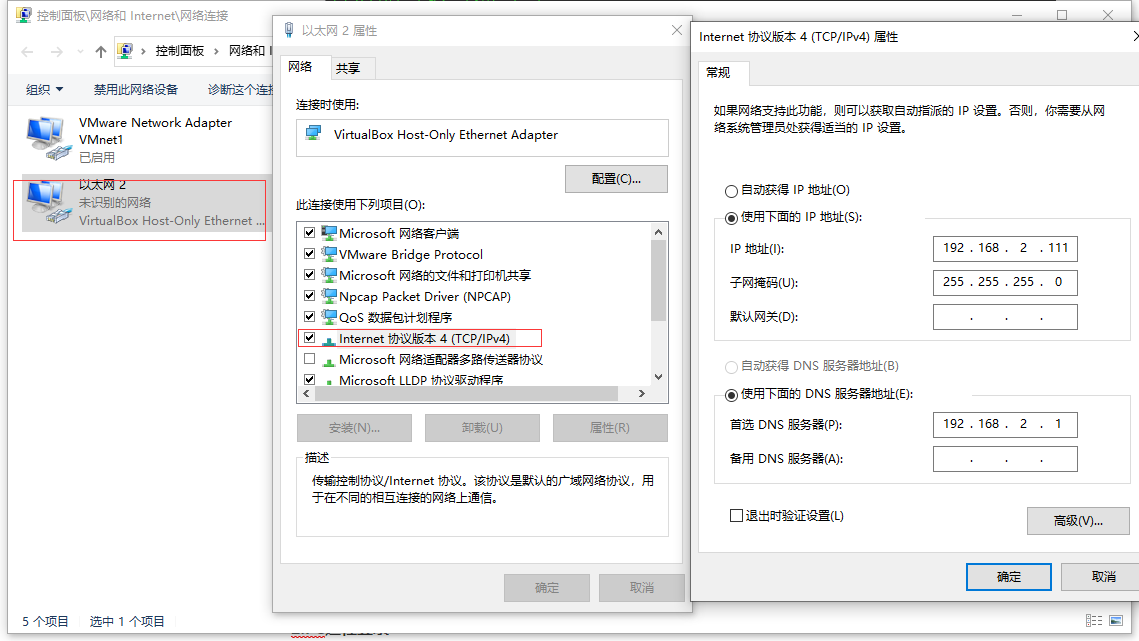 控制面板\网络和 Internet\网络连接
控制面板 › 网络和 I
组织 禁用此网络设备 诊断这个连接
VMware Network Adapter
VMnet1
已启用
以太网 2
未识别的网络
VirtualBox Host-Only Ethernet ...
5 个项目 选中 1 个项目
以太网 2 属性
网络 共享
连接时使用:
VirtualBox Host-Only Ethernet Adapter
配置(C)...
此连接使用下列项目(O):
Microsoft 网络客户端
VMware Bridge Protocol
Microsoft 网络的文件和打印机共享
Npcap Packet Driver (NPCAP)
QoS 数据包计划程序
Internet 协议版本 4 (TCP/IPv4)
Microsoft 网络适配器多路传送器协议
Microsoft LLDP 协议驱动程序
安装(N)... 卸载(U) 属性(R)
描述
传输控制协议/Internet 协议。该协议是默认的广域网络协议，用
于在不同的相互连接的网络上通信。
确定 取消
Internet 协议版本 4 (TCP/IPv4) 属性
常规
如果网络支持此功能，则可以获取自动指派的 IP 设置。否则，你需要从网
络系统管理员处获得适当的 IP 设置。
自动获得 IP 地址(O)
使用下面的 IP 地址(S):
IP 地址(I): 192 . 168 . 2 . 111
子网掩码(U): 255 . 255 . 255 . 0
默认网关(D): . . .
自动获得 DNS 服务器地址(B)
使用下面的 DNS 服务器地址(E):
首选 DNS 服务器(P): 192 . 168 . 2 . 1
备用 DNS 服务器(A): . . .
退出时验证设置(L)
高级(V)...
确定 取消